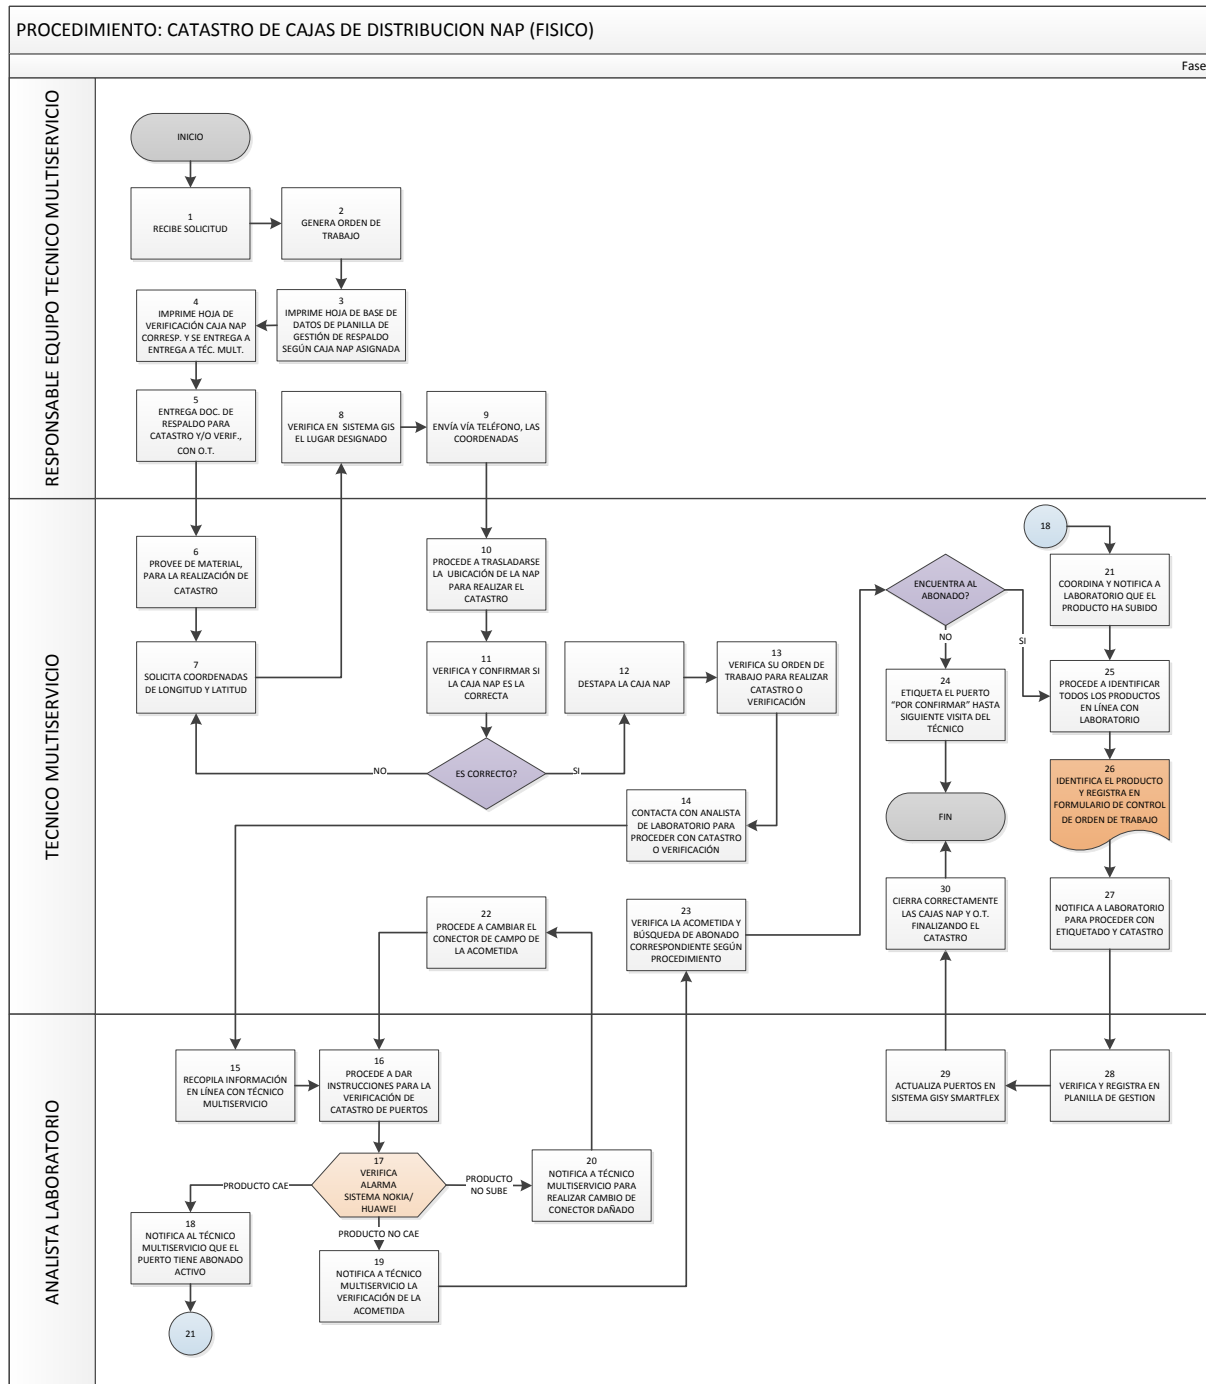 PROCEDIMIENTO: CATASTRO DE CAJAS DE DISTRIBUCION NAP (FISICO)
Fase
RESPONSABLE EQUIPO TECNICO MULTISERVICIO
INICIO
1
RECIBE SOLICITUD
2
GENERA ORDEN DE
TRABAJO
3
IMPRIME HOJA DE BASE DE
DATOS DE PLANILLA DE
GESTIÓN DE RESPALDO
SEGÚN CAJA NAP ASIGNADA
4
IMPRIME HOJA DE
VERIFICACIÓN CAJA NAP
CORRESP. Y SE ENTREGA A
ENTREGA A TÉC. MULT.
5
ENTREGA DOC. DE
RESPALDO PARA
CATASTRO Y/O VERIF.,
CON O.T.
8
VERIFICA EN SISTEMA GIS
EL LUGAR DESIGNADO
9
ENVÍA VÍA TELÉFONO, LAS
COORDENADAS
TECNICO MULTISERVICIO
6
PROVEE DE MATERIAL,
PARA LA REALIZACIÓN DE
CATASTRO
7
SOLICITA COORDENADAS
DE LONGITUD Y LATITUD
10
PROCEDE A TRASLADARSE
LA UBICACIÓN DE LA NAP
PARA REALIZAR EL
CATASTRO
11
VERIFICA Y CONFIRMAR SI
LA CAJA NAP ES LA
CORRECTA
ES CORRECTO?
NO
SI
12
DESTAPA LA CAJA NAP
13
VERIFICA SU ORDEN DE
TRABAJO PARA REALIZAR
CATASTRO O
VERIFICACIÓN
14
CONTACTA CON ANALISTA
DE LABORATORIO PARA
PROCEDER CON CATASTRO
O VERIFICACIÓN
22
PROCEDE A CAMBIAR EL
CONECTOR DE CAMPO DE
LA ACOMETIDA
23
VERIFICA LA ACOMETIDA Y
BÚSQUEDA DE ABONADO
CORRESPONDIENTE SEGÚN
PROCEDIMIENTO
ENCUENTRA AL
ABONADO?
NO
SI
24
ETIQUETA EL PUERTO
“POR CONFIRMAR” HASTA
SIGUIENTE VISITA DEL
TÉCNICO
FIN
30
CIERRA CORRECTAMENTE
LAS CAJAS NAP Y O.T.
FINALIZANDO EL
CATASTRO
18
21
COORDINA Y NOTIFICA A
LABORATORIO QUE EL
PRODUCTO HA SUBIDO
25
PROCEDE A IDENTIFICAR
TODOS LOS PRODUCTOS
EN LÍNEA CON
LABORATORIO
26
IDENTIFICA EL PRODUCTO
Y REGISTRA EN
FORMULARIO DE CONTROL
DE ORDEN DE TRABAJO
27
NOTIFICA A LABORATORIO
PARA PROCEDER CON
ETIQUETADO Y CATASTRO
ANALISTA LABORATORIO
15
RECOPILA INFORMACIÓN
EN LÍNEA CON TÉCNICO
MULTISERVICIO
16
PROCEDE A DAR
INSTRUCCIONES PARA LA
VERIFICACIÓN DE
CATASTRO DE PUERTOS
17
VERIFICA
ALARMA
SISTEMA NOKIA/
HUAWEI
PRODUCTO CAE
PRODUCTO
NO SUBE
PRODUCTO NO CAE
18
NOTIFICA AL TÉCNICO
MULTISERVICIO QUE EL
PUERTO TIENE ABONADO
ACTIVO
21
19
NOTIFICA A TÉCNICO
MULTISERVICIO LA
VERIFICACIÓN DE LA
ACOMETIDA
20
NOTIFICA A TÉCNICO
MULTISERVICIO PARA
REALIZAR CAMBIO DE
CONECTOR DAÑADO
29
ACTUALIZA PUERTOS EN
SISTEMA GISY SMARTFLEX
28
VERIFICA Y REGISTRA EN
PLANILLA DE GESTION